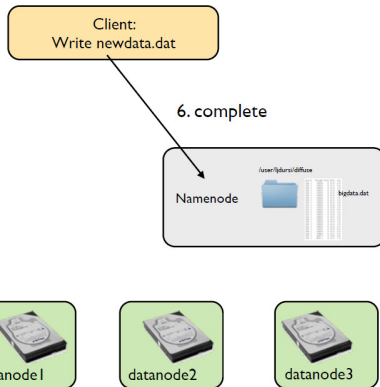 Client:
Write newdata.dat
6. complete
/user/ljdursi/diffuse
bigdata.dat
Namenode
anode1
datanode2
datanode3